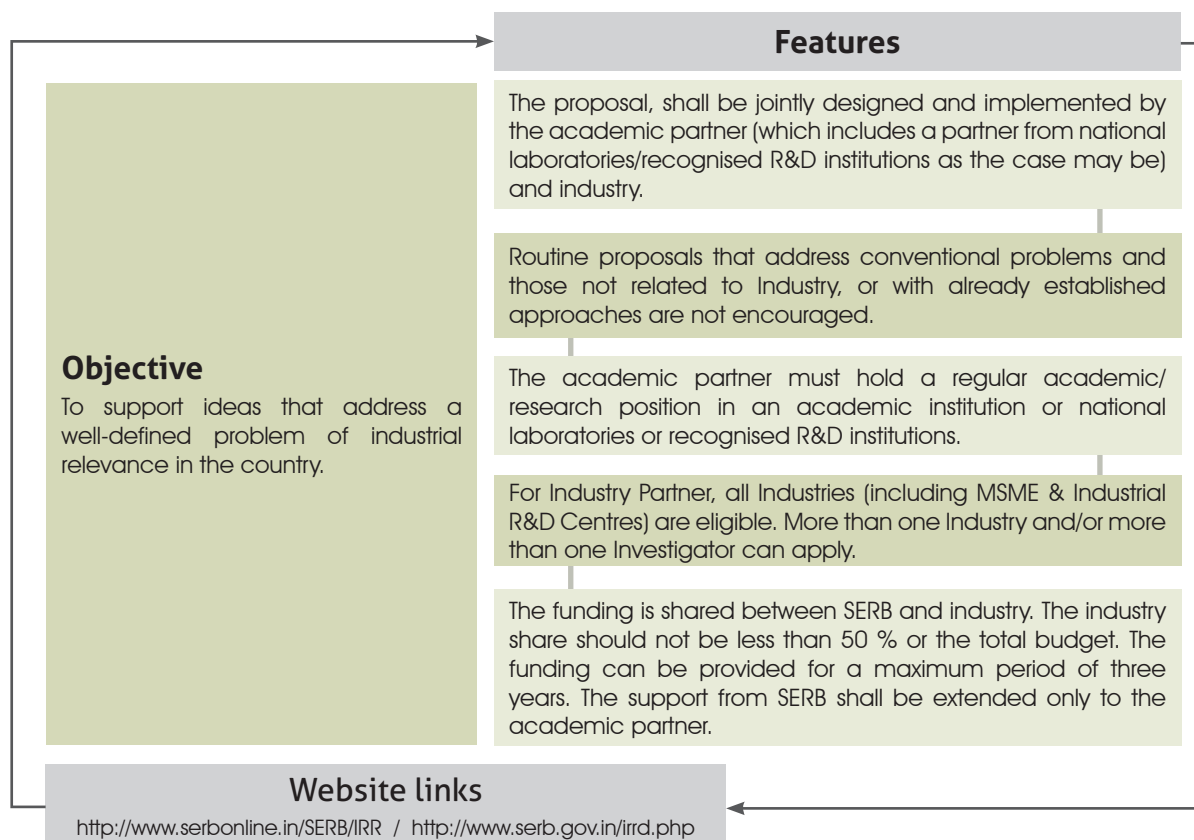 Features
The proposal, shall be jointly designed and implemented by
the academic partner (which includes a partner from national
laboratories/recognised R&D institutions as the case may be)
and industry.
Routine proposals that address conventional problems and
those not related to Industry, or with already established
approaches are not encouraged.
Objective
To support ideas that address a
well-defined problem of industrial
relevance in the country.
The academic partner must hold a regular academic/
research position in an academic institution or national
laboratories or recognised R&D institutions.
For Industry Partner, all Industries (including MSME & Industrial
R&D Centres) are eligible. More than one Industry and/or more
than one Investigator can apply.
The funding is shared between SERB and industry. The industry
share should not be less than 50 % or the total budget. The
funding can be provided for a maximum period of three
years. The support from SERB shall be extended only to the
academic partner.
Website links
http://www.serbonline.in/SERB/IRR / http://www.serb.gov.in/irrd.php